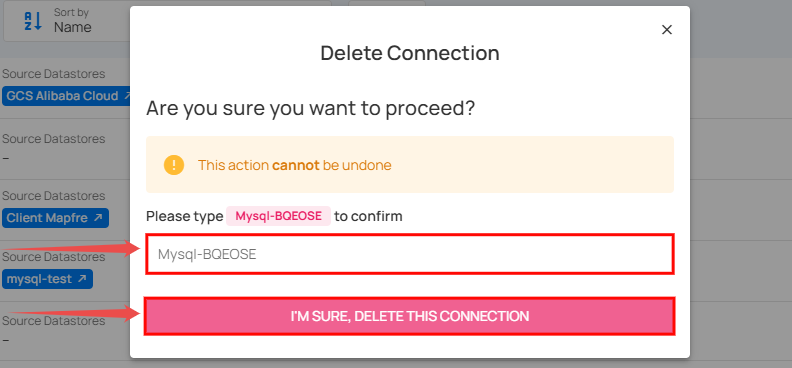 Sort by
Name
Source Datastores
GCS Alibaba Cloud
Source Datastores
–
Source Datastores
Client Mapfre
Source Datastores
mysql-test
Source Datastores
–
Delete Connection
Are you sure you want to proceed?
This action cannot be undone
Please type Mysql-BQEOSE to confirm
Mysql-BQEOSE
I'M SURE, DELETE THIS CONNECTION